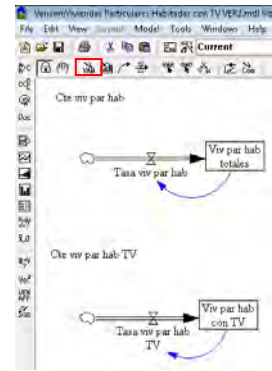 Vensim:Viviendas Particulares Habitadas con TV VER2.mdl
File Edit View Layout Model Tools Windows Help
Current
Cte viv par hab
Viv par hab
totales
Tasa viv par hab
Cte viv par hab TV
Viv par hab
con TV
Tasa viv par hab
TV